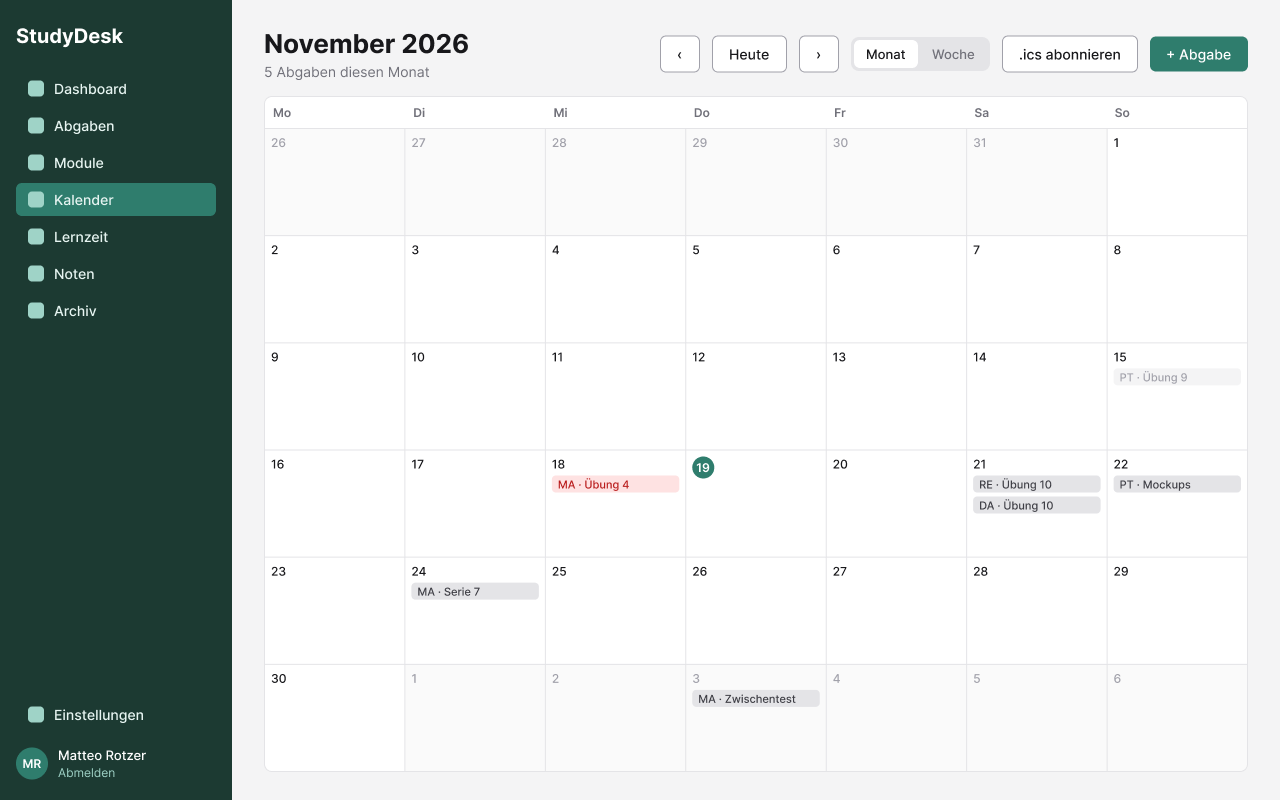 StudyDesk
Dashboard
Abgaben
Module
Kalender
Lernzeit
Noten
Archiv
Einstellungen
MR
Matteo Rotzer
Abmelden
November 2026
5 Abgaben diesen Monat
‹ Heute › Monat Woche .ics abonnieren + Abgabe
Mo Di Mi Do Fr Sa So
26 27 28 29 30 31 1
2 3 4 5 6 7 8
9 10 11 12 13 14 15
PT · Übung 9
16 17 18 19 20 21 22
MA · Übung 4 RE · Übung 10 PT · Mockups
DA · Übung 10
23 24 25 26 27 28 29
MA · Serie 7
30 1 2 3 4 5 6
MA · Zwischentest